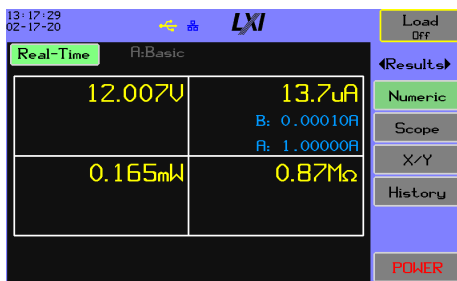 13:17:29
02-17-20
LXI
Load
Off
Real-Time
A:Basic
◀Results▶
12.007V
13.7uA
B: 0.00010A
A: 1.00000A
0.165mW
0.87MΩ
Numeric
Scope
X/Y
History
POWER